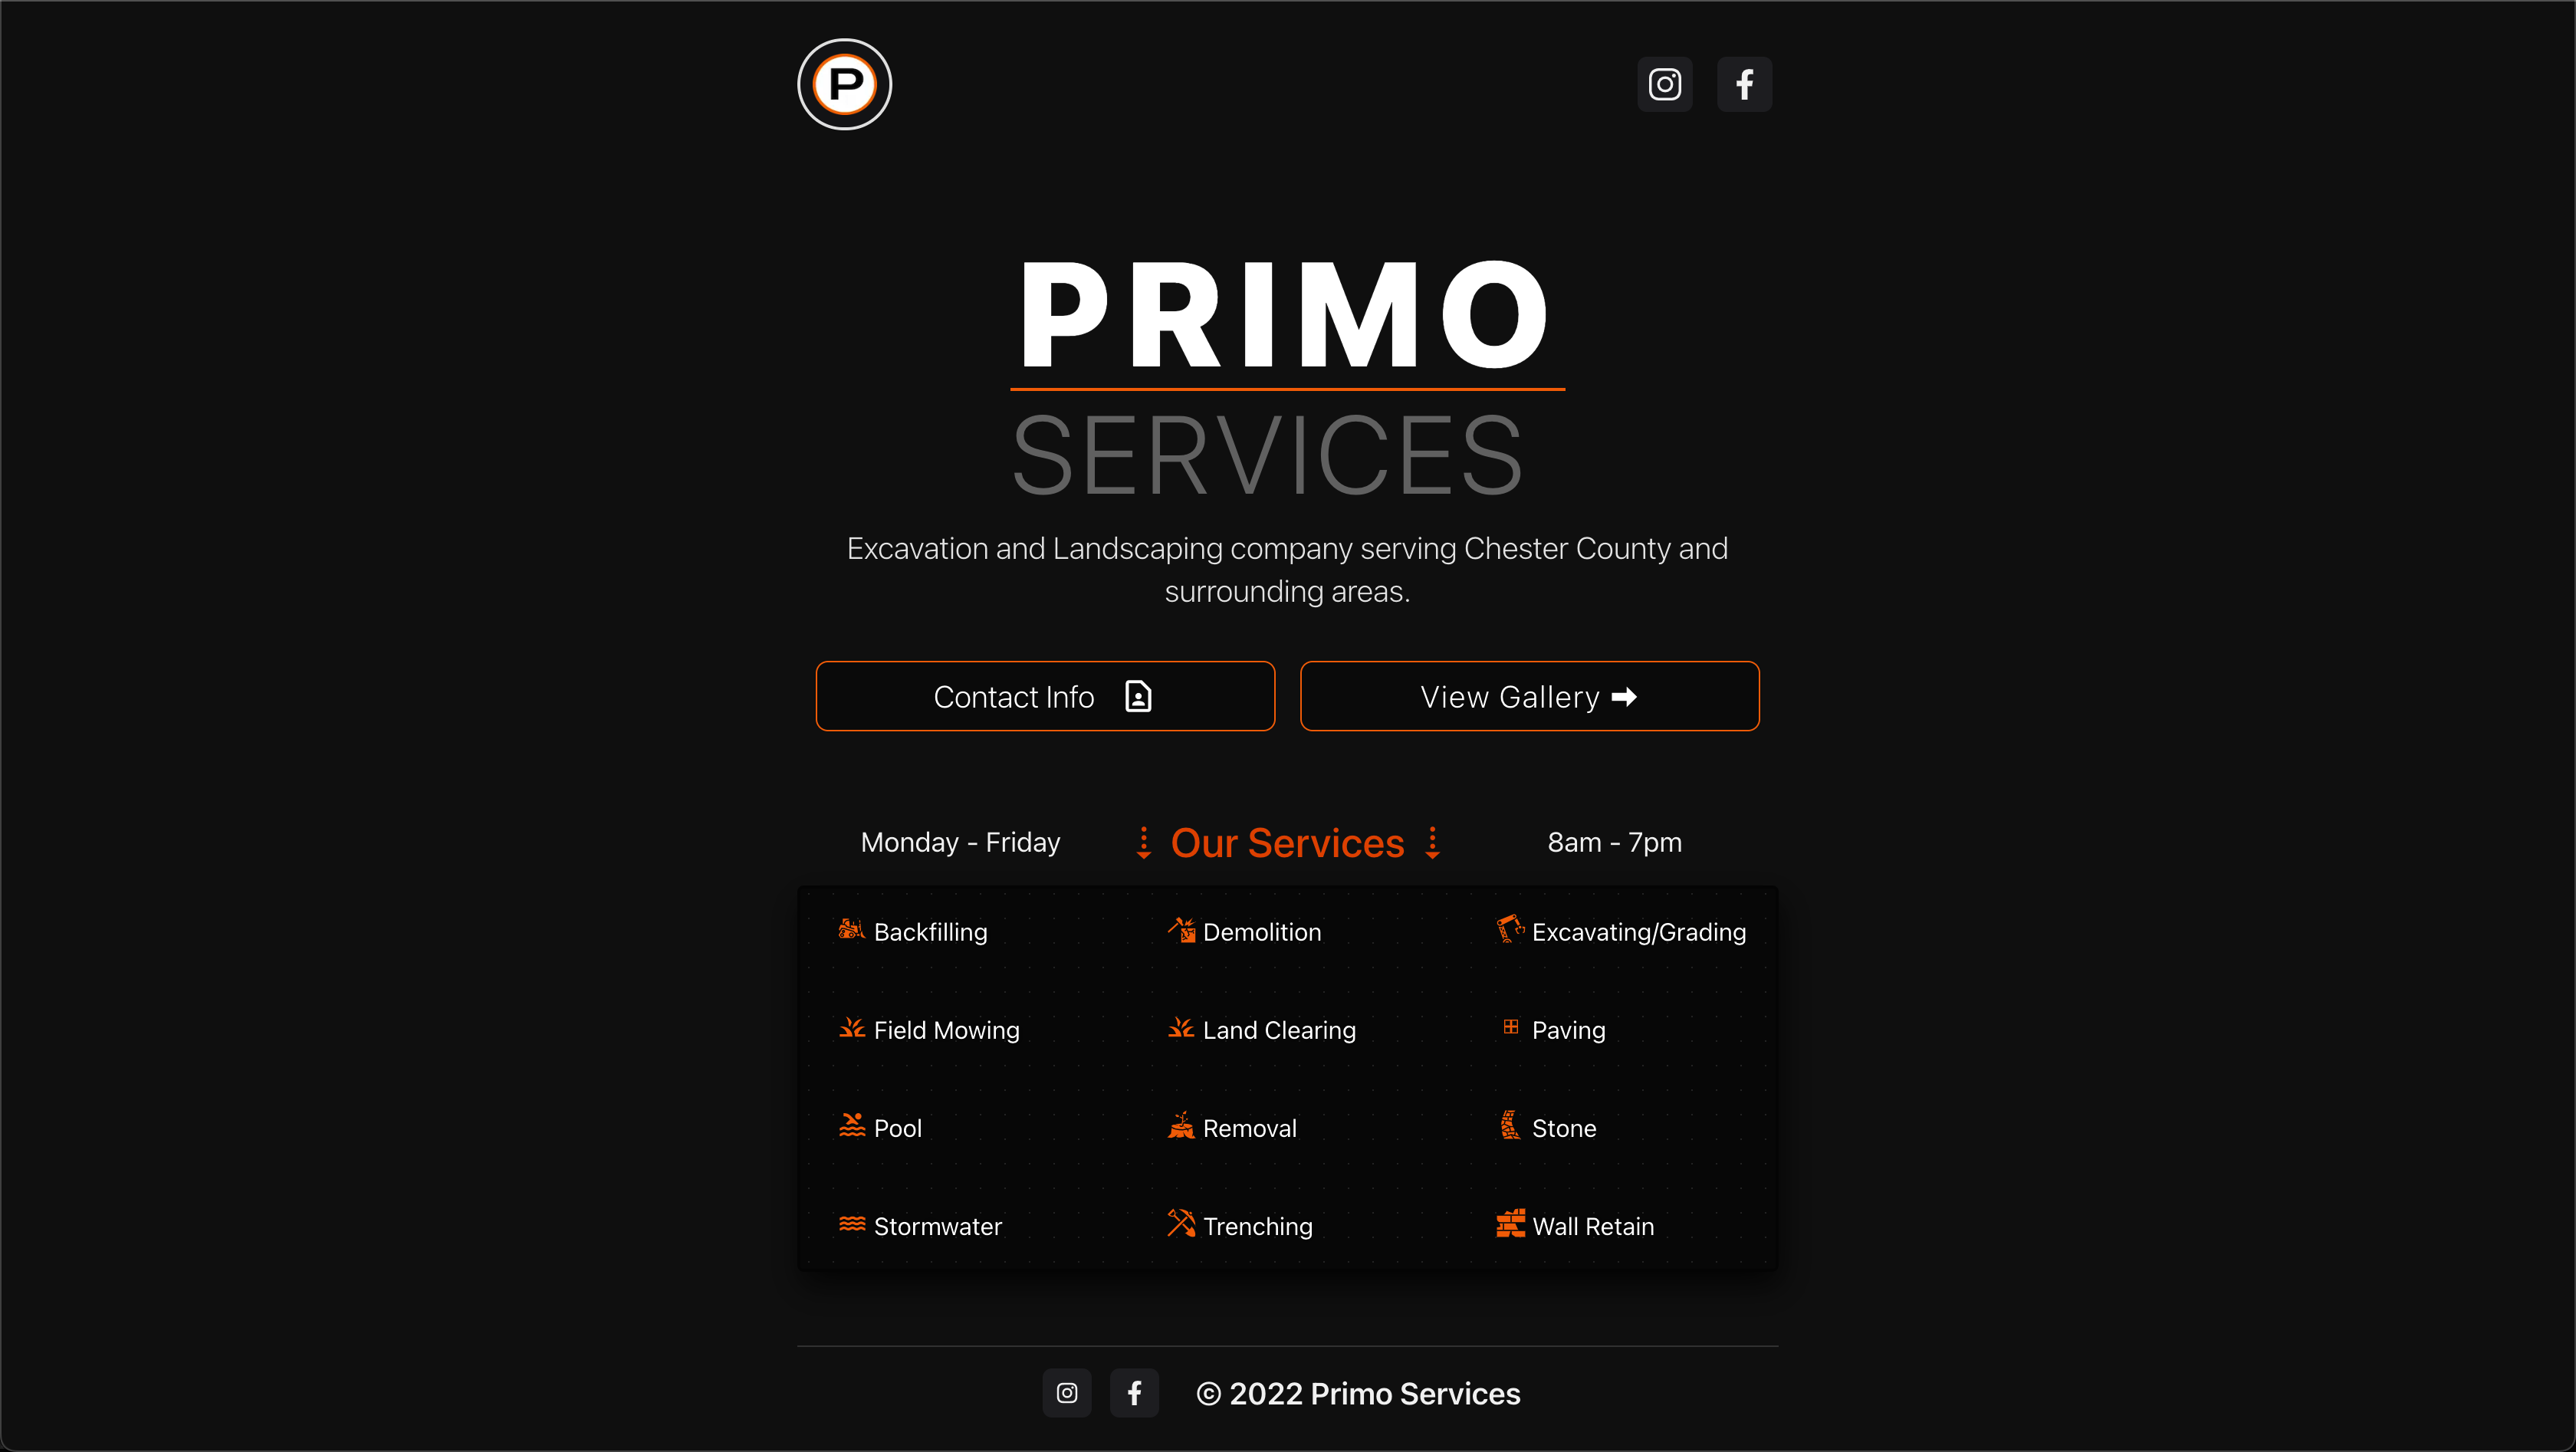 P
PRIMO
SERVICES
Excavation and Landscaping company serving Chester County and
surrounding areas.
Contact Info
View Gallery
Monday - Friday
Our Services
8am - 7pm
Backfilling
Demolition
Excavating/Grading
Field Mowing
Land Clearing
Paving
Pool
Removal
Stone
Stormwater
Trenching
Wall Retain
© 2022 Primo Services